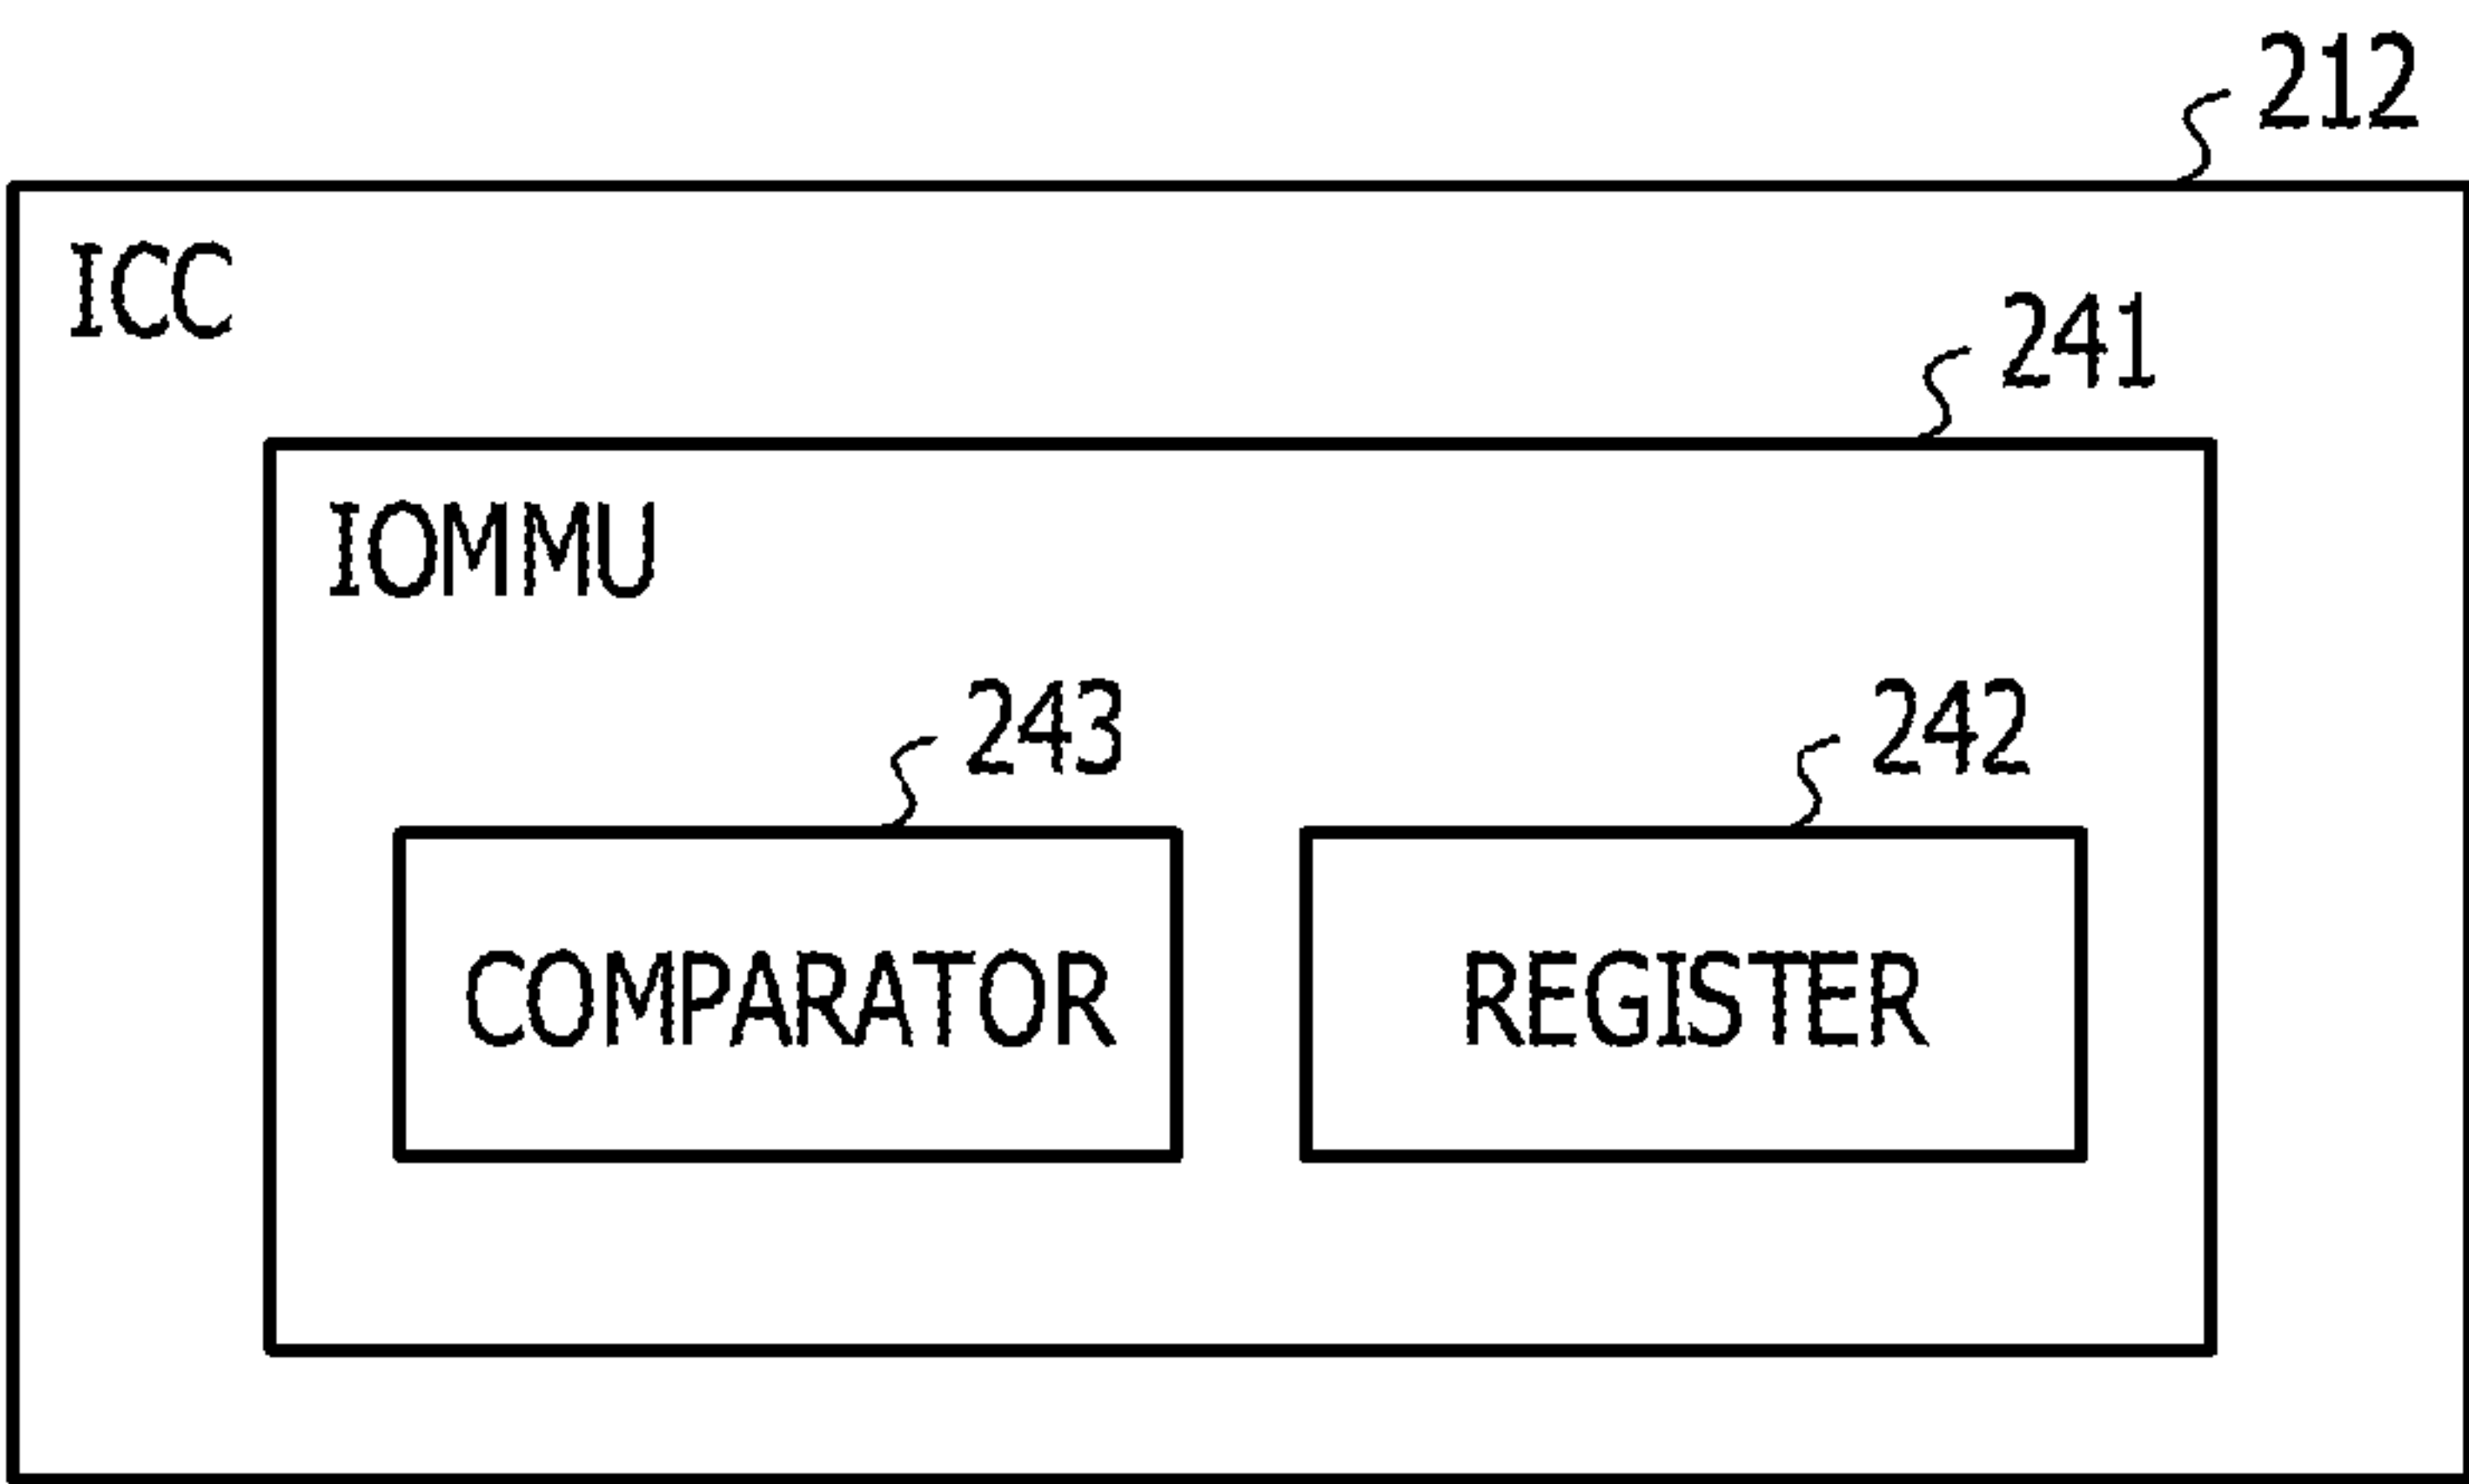 212
ICC
241
IOMMU
243
242
COMPARATOR
REGISTER